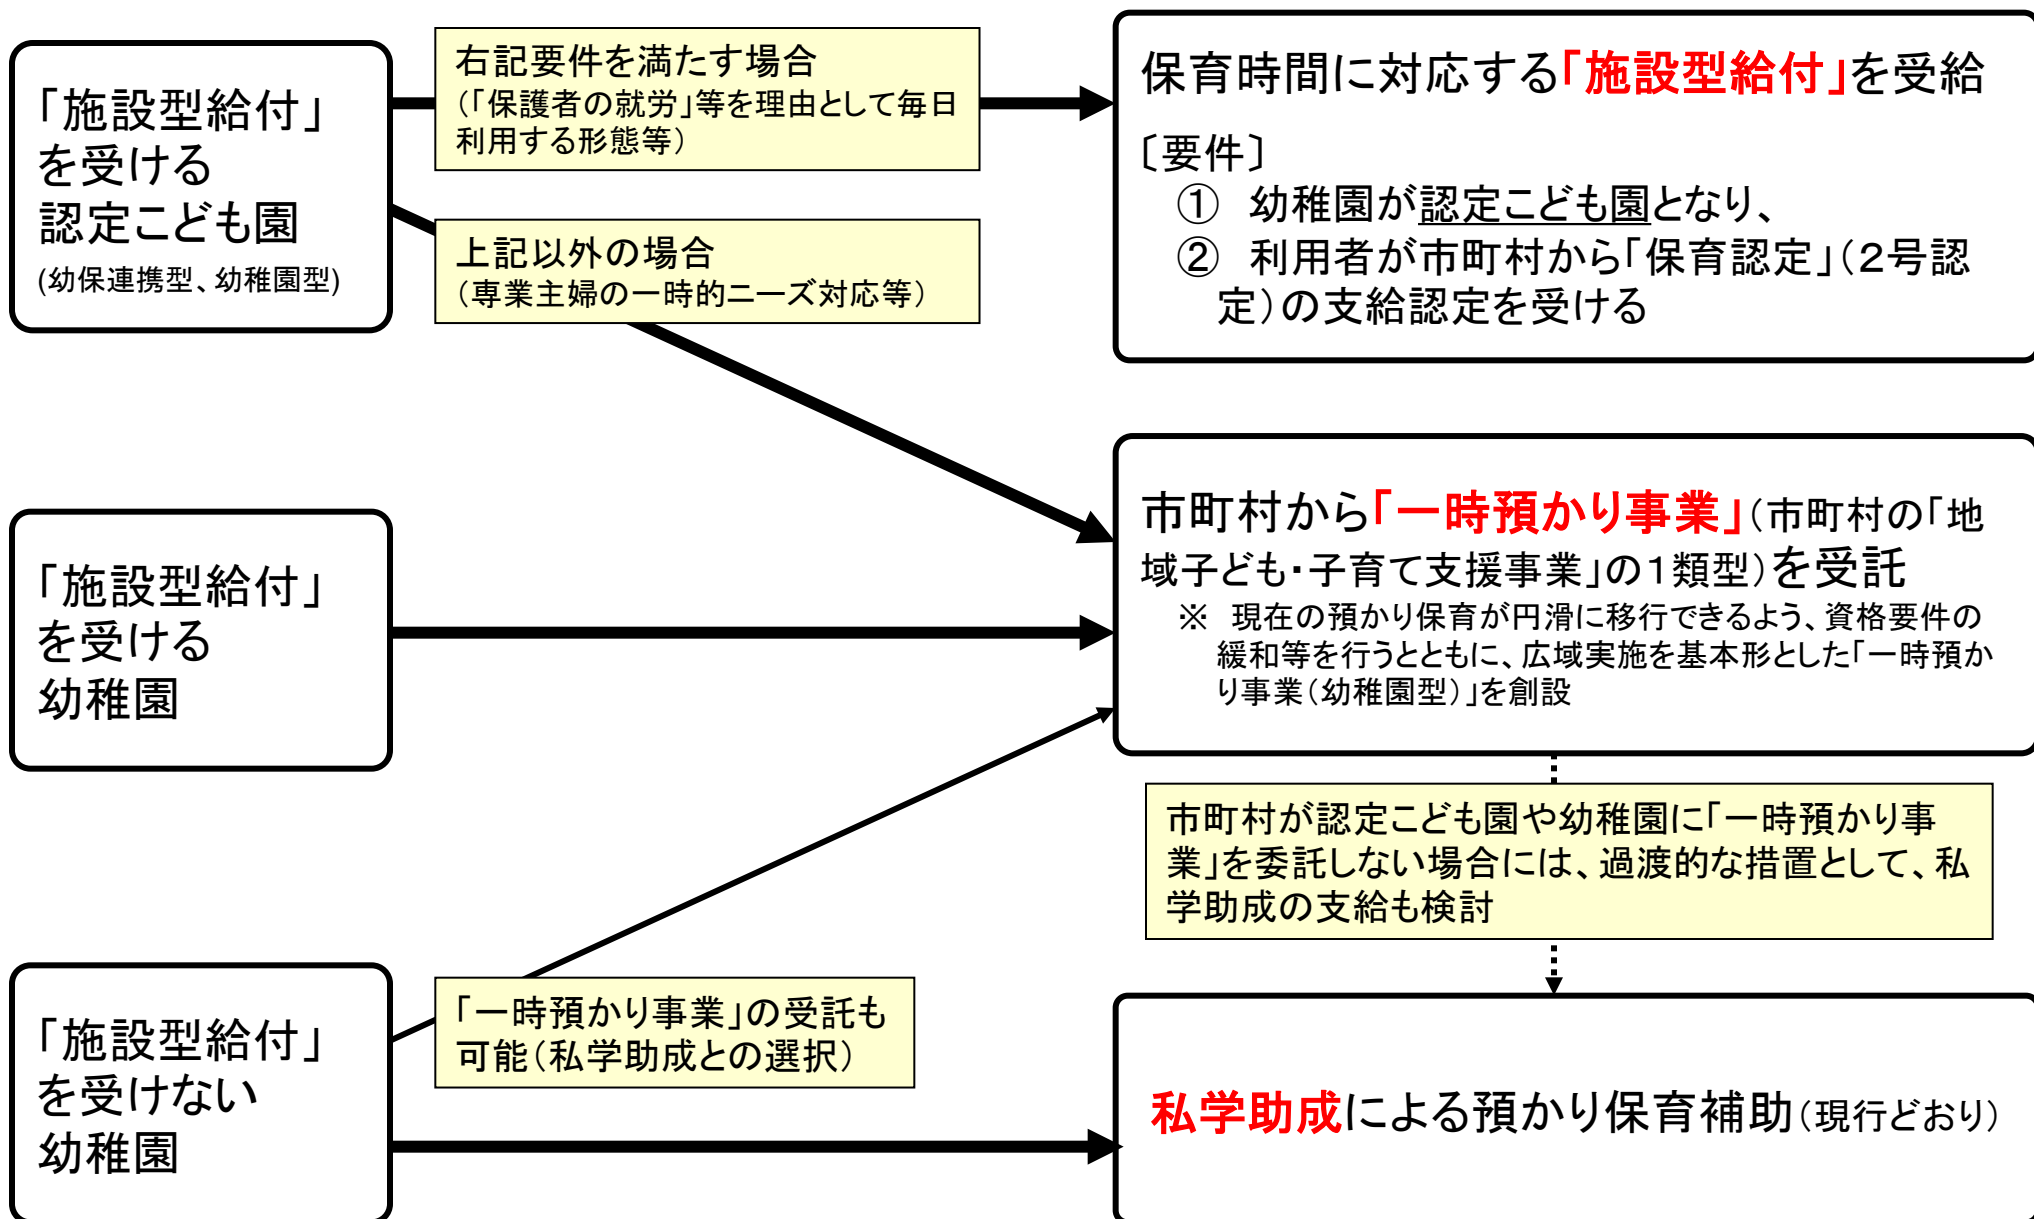 「施設型給付」
を受ける
認定こども園
(幼保連携型、幼稚園型)
右記要件を満たす場合
（「保護者の就労」等を理由として毎日
利用する形態等）
上記以外の場合
（専業主婦の一時的ニーズ対応等）
保育時間に対応する「施設型給付」を受給
〔要件〕
① 幼稚園が認定こども園となり、
② 利用者が市町村から「保育認定」（２号認
定）の支給認定を受ける
「施設型給付」
を受ける
幼稚園
市町村から「一時預かり事業」（市町村の「地
域子ども・子育て支援事業」の１類型）を受託
※ 現在の預かり保育が円滑に移行できるよう、資格要件の
緩和等を行うとともに、広域実施を基本形とした「一時預か
り事業（幼稚園型）」を創設
市町村が認定こども園や幼稚園に「一時預かり事
業」を委託しない場合には、過渡的な措置として、私
学助成の支給も検討
「施設型給付」
を受けない
幼稚園
「一時預かり事業」の受託も
可能（私学助成との選択）
私学助成による預かり保育補助（現行どおり）